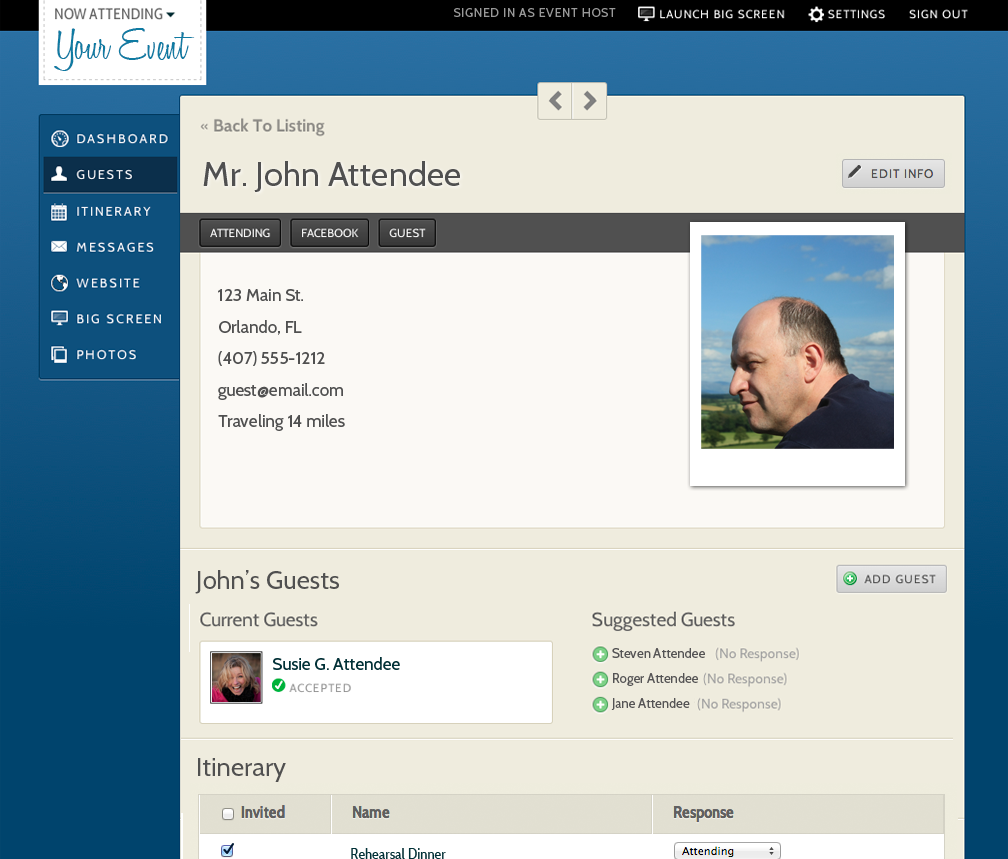 NOW ATTENDING
Your Event
SIGNED IN AS EVENT HOST
LAUNCH BIG SCREEN
SETTINGS
SIGN OUT
DASHBOARD
GUESTS
ITINERARY
MESSAGES
WEBSITE
BIG SCREEN
PHOTOS
« Back To Listing
Mr. John Attendee
EDIT INFO
ATTENDING
FACEBOOK
GUEST
123 Main St.
Orlando, FL
(407) 555-1212
guest@email.com
Traveling 14 miles
John's Guests
ADD GUEST
Current Guests
Susie G. Attendee
ACCEPTED
Suggested Guests
Steven Attendee (No Response)
Roger Attendee (No Response)
Jane Attendee (No Response)
Itinerary
Invited Name Response
Rehearsal Dinner Attending